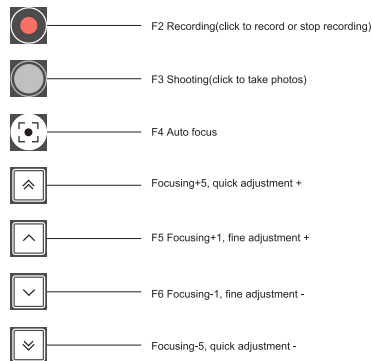 F2 Recording(click to record or stop recording)
F3 Shooting(click to take photos)
F4 Auto focus
Focusing+5, quick adjustment +
F5 Focusing+1, fine adjustment +
F6 Focusing-1, fine adjustment -
Focusing-5, quick adjustment -